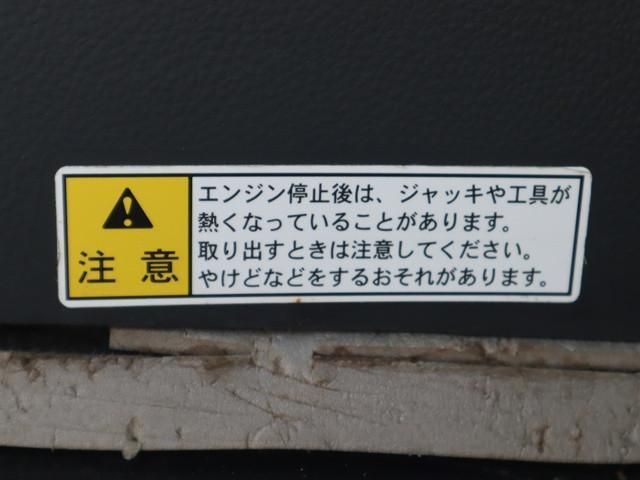 注意
エンジン停止後は、ジャッキや工具が
熱くなっていることがあります。
取り出すときは注意してください。
やけどなどをするおそれがあります。